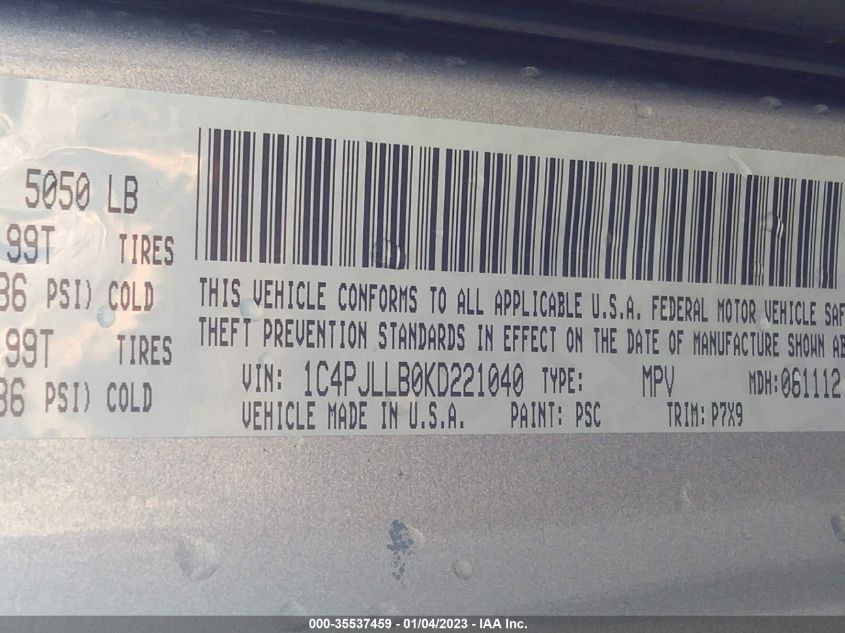 5050 LB
99T TIRES
36 PSI) COLD
99T TIRES
36 PSI) COLD
THIS VEHICLE CONFORMS TO ALL APPLICABLE U.S.A. FEDERAL MOTOR VEHICLE SAF
THEFT PREVENTION STANDARDS IN EFFECT ON THE DATE OF MANUFACTURE SHOWN AB
VIN: 1C4PJLLB0KD221040 TYPE: MPV MDH:061112
VEHICLE MADE IN U.S.A. PAINT: PSC TRIM: P7X9
000-35537459 - 01/04/2023 - IAA Inc.